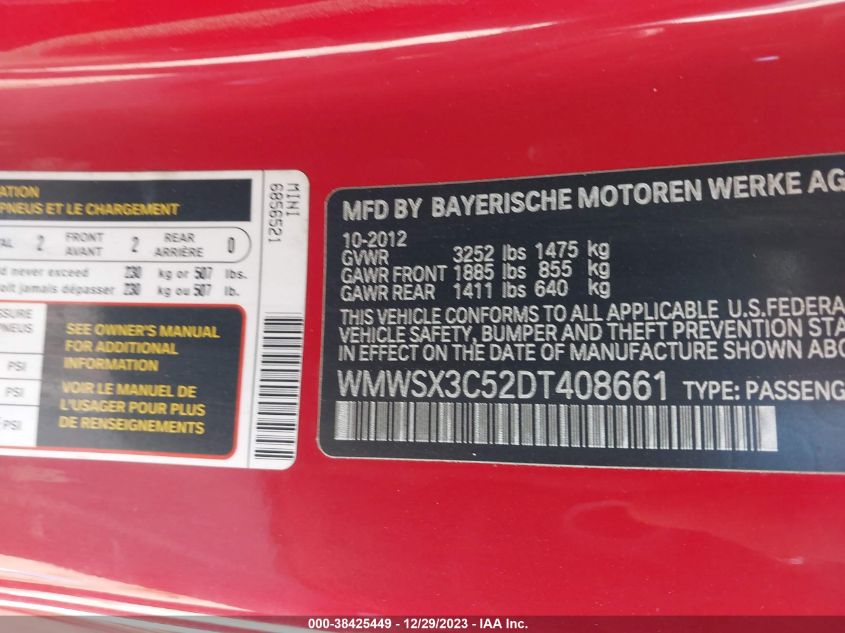 ATION
PNEUS ET LE CHARGEMENT
AL 2 FRONT AVANT 2 REAR ARRIÈRE 0
d never exceed 230 kg or 507 lbs.
oit jamais dépasser 230 kg ou 507 lb.
SSURE
PNEUS
PSI
PSI
PSI
SEE OWNER'S MANUAL
FOR ADDITIONAL
INFORMATION
VOIR LE MANUEL DE
L'USAGER POUR PLUS
DE RENSEIGNEMENTS
MINI
6856521
MFD BY BAYERISCHE MOTOREN WERKE AG
10-2012
GVWR 3252 lbs 1475 kg
GAWR FRONT 1885 lbs 855 kg
GAWR REAR 1411 lbs 640 kg
THIS VEHICLE CONFORMS TO ALL APPLICABLE U.S.FEDERA
VEHICLE SAFETY, BUMPER AND THEFT PREVENTION STA
IN EFFECT ON THE DATE OF MANUFACTURE SHOWN ABO
WMWSX3C52DT408661 TYPE: PASSENG
000-38425449 - 12/29/2023 - IAA Inc.